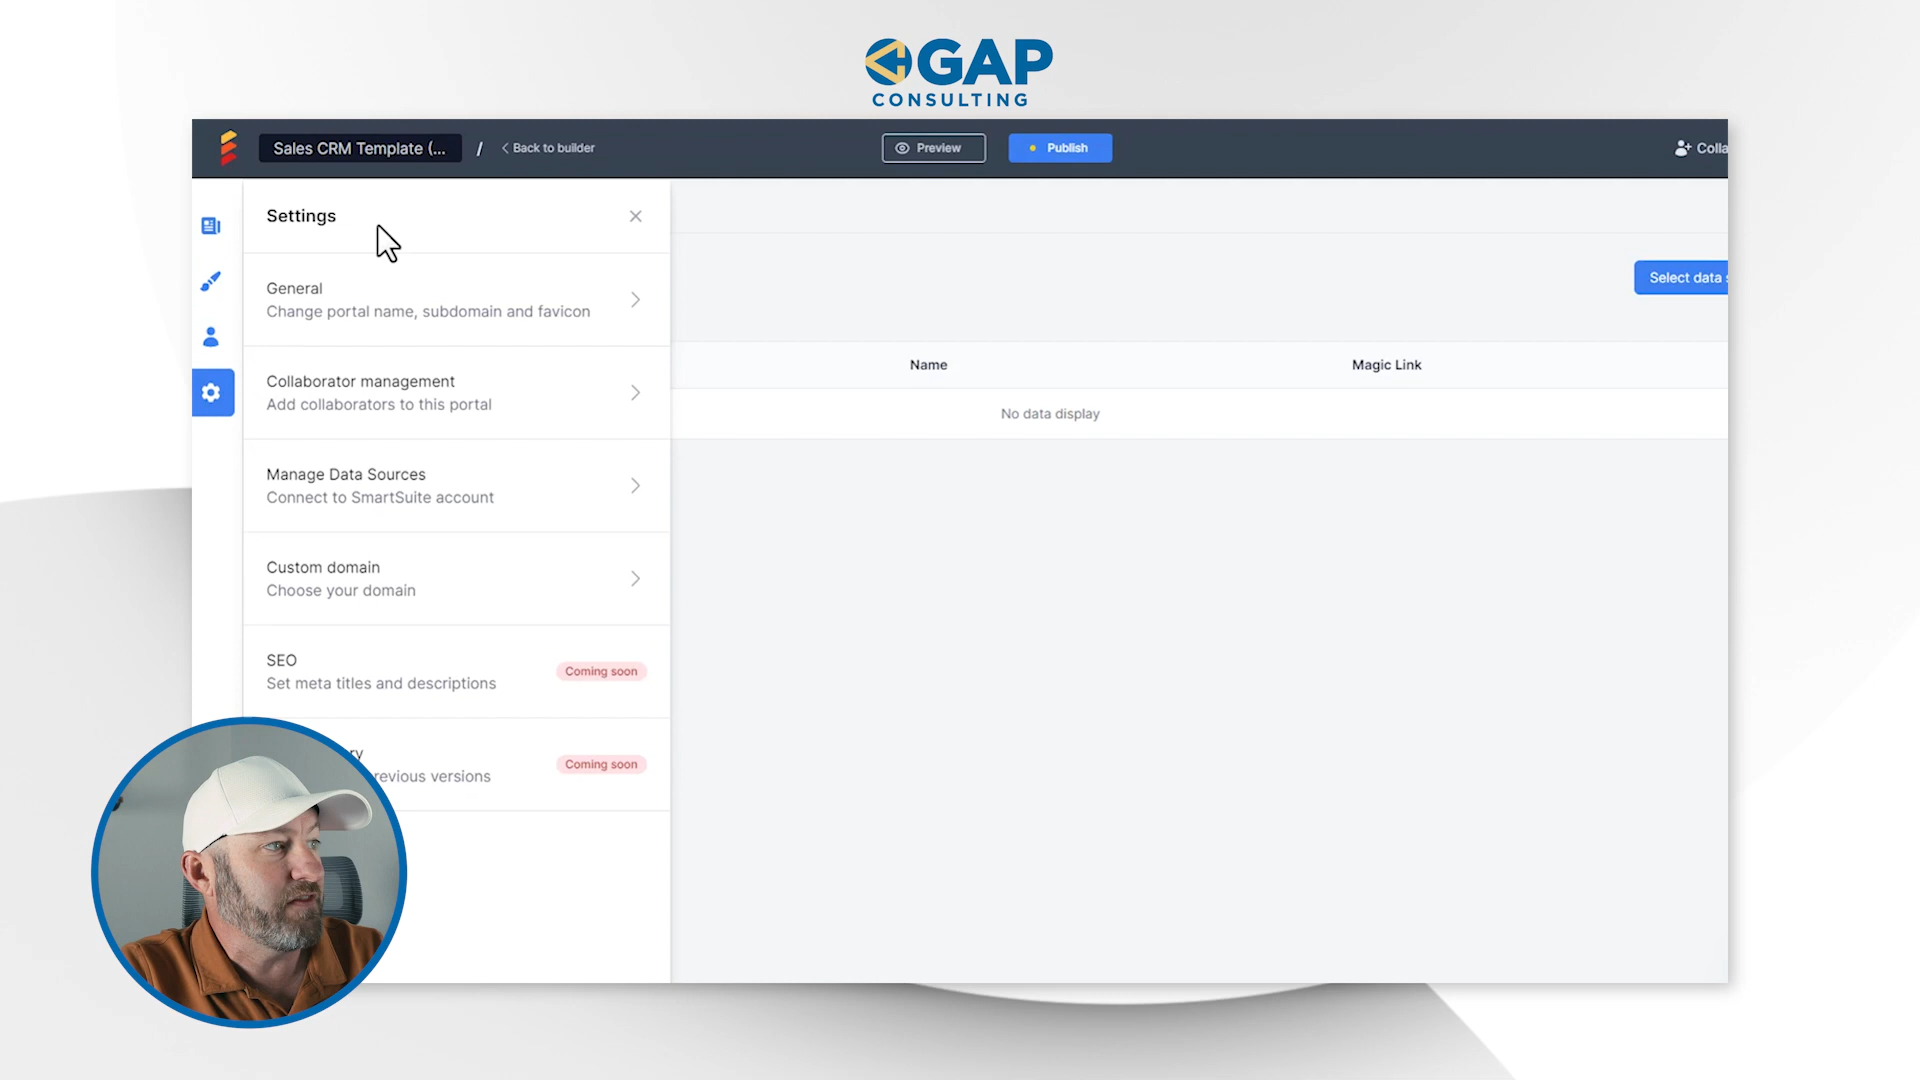 GAP
CONSULTING
Sales CRM Template (...
/
Back to builder
Preview
Publish
Settings
General
Change portal name, subdomain and favicon
Collaborator management
Add collaborators to this portal
Manage Data Sources
Connect to SmartSuite account
Custom domain
Choose your domain
SEO
Set meta titles and descriptions
Coming soon
versions
Coming soon
Select data
Name
Magic Link
No data display